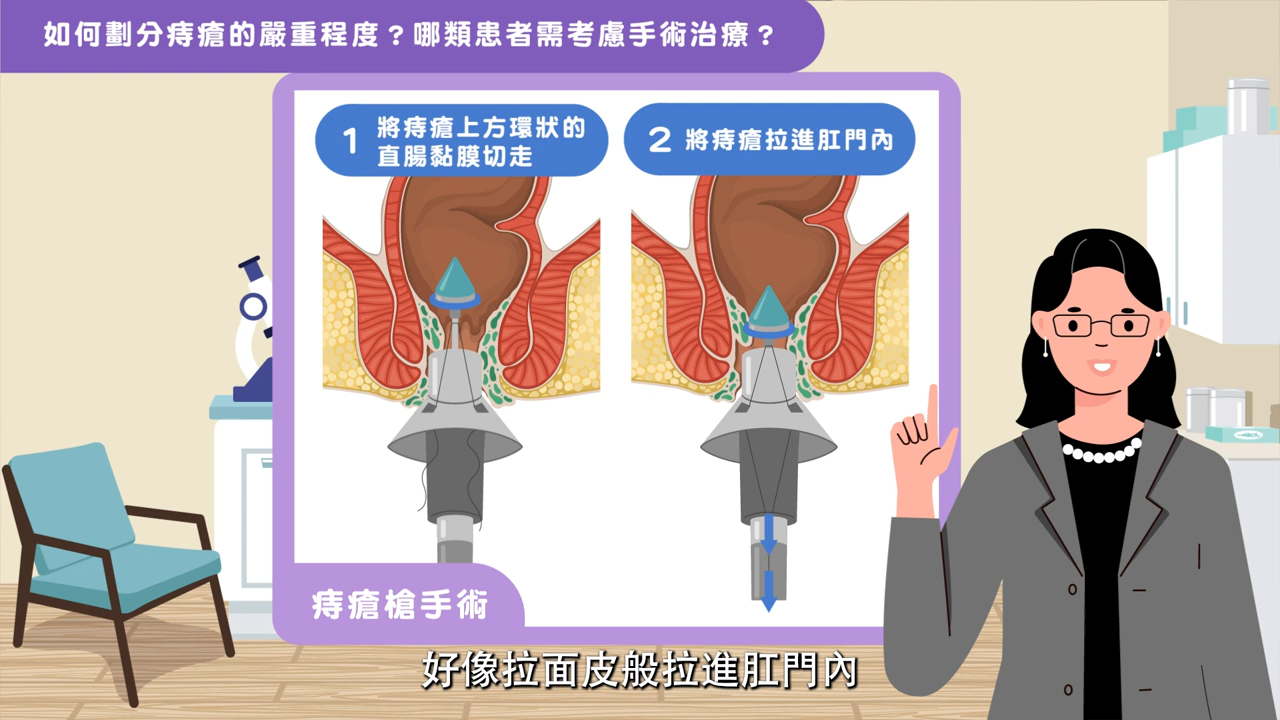 如何劃分痔瘡的嚴重程度？哪類患者需考慮手術治療？
1 將痔瘡上方環狀的
直腸黏膜切走
2 將痔瘡拉進肛門內
痔瘡槍手術
好像拉面皮般拉進肛門內